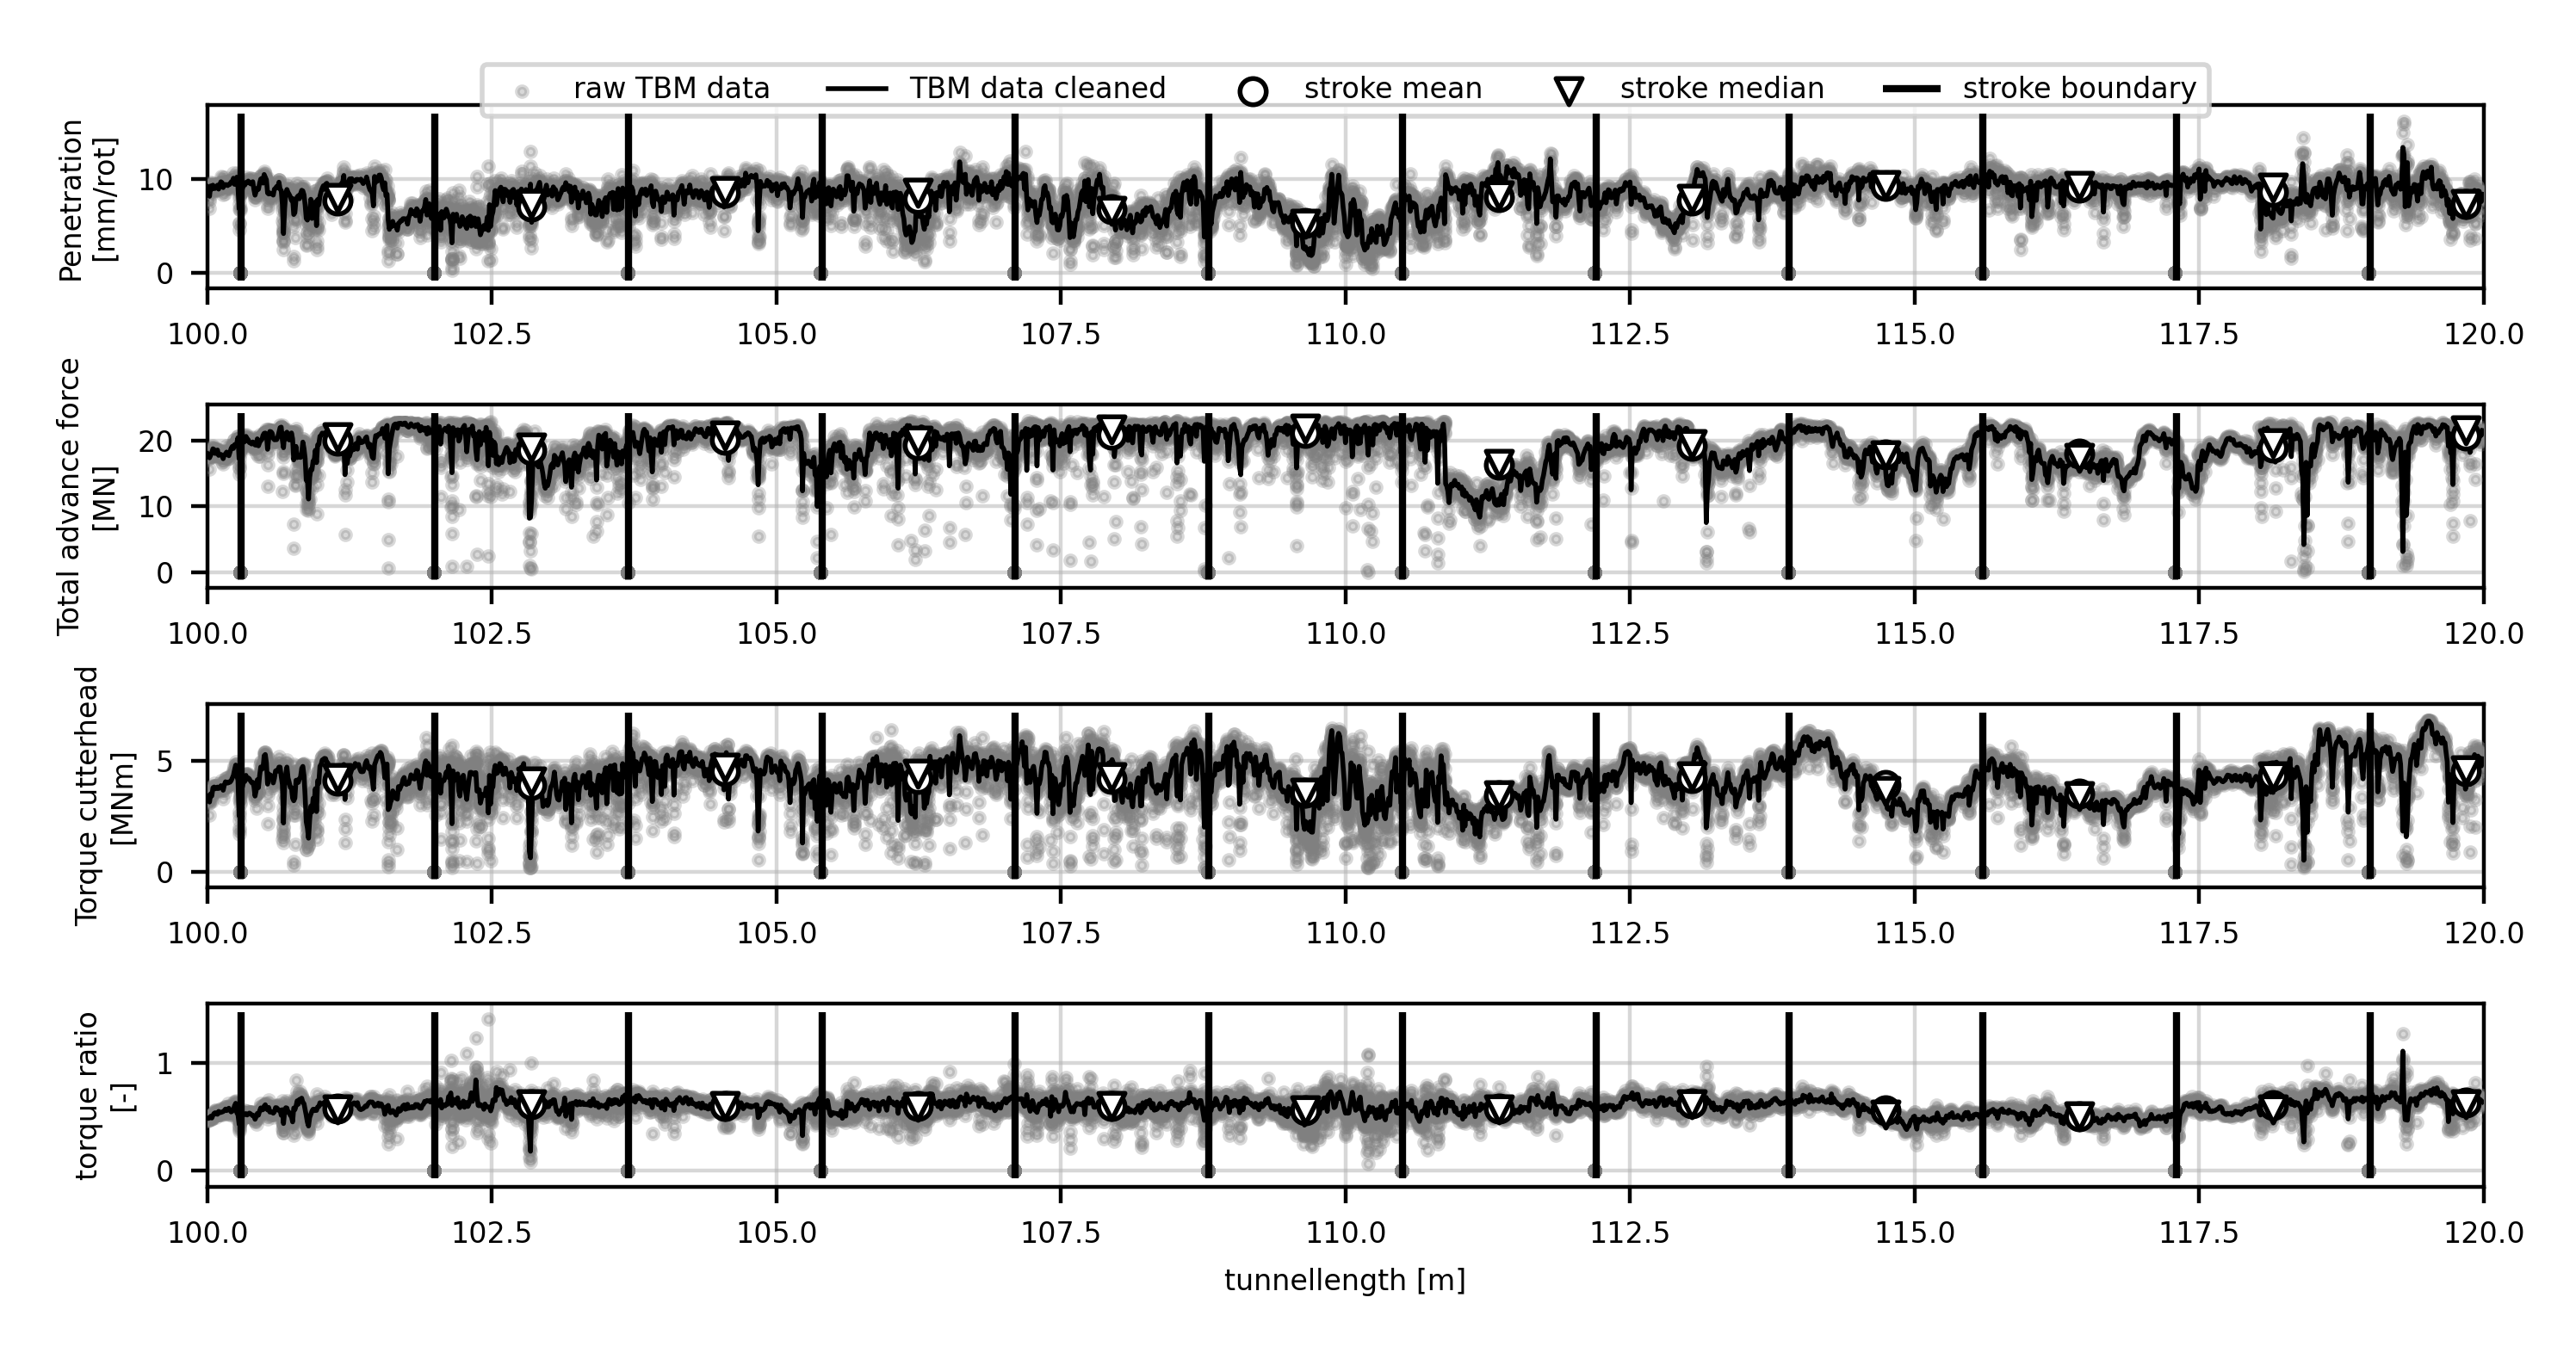 raw TBM data TBM data cleaned stroke mean stroke median stroke boundary
Penetration
[mm/rot]
10
0
100.0 102.5 105.0 107.5 110.0 112.5 115.0 117.5 120.0
Total advance force
[MN]
20
10
0
100.0 102.5 105.0 107.5 110.0 112.5 115.0 117.5 120.0
Torque cutterhead
[MNm]
5
0
100.0 102.5 105.0 107.5 110.0 112.5 115.0 117.5 120.0
torque ratio
[-]
1
0
100.0 102.5 105.0 107.5 110.0 112.5 115.0 117.5 120.0
tunnellength [m]